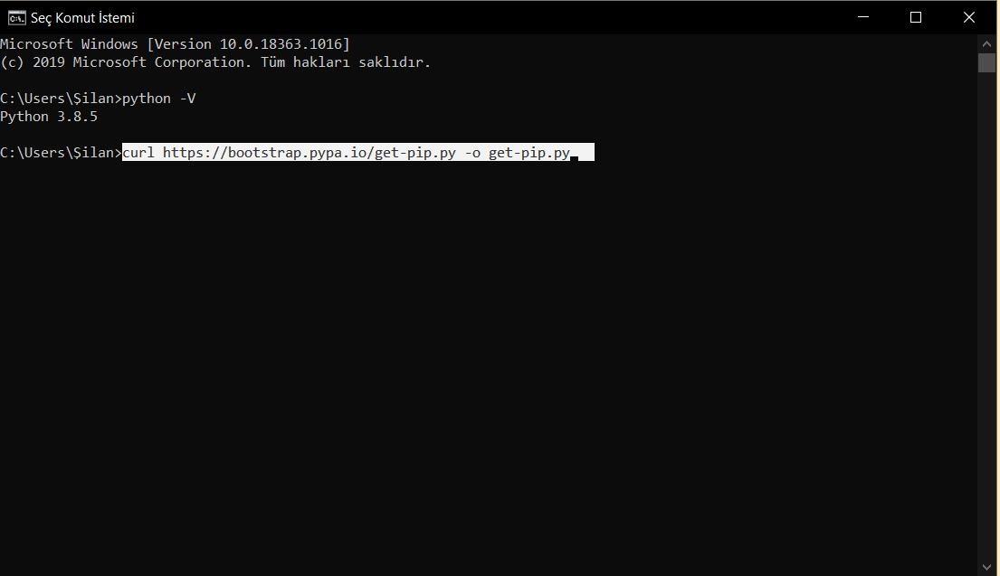 Seç Komut İstemi
Microsoft Windows [Version 10.0.18363.1016]
(c) 2019 Microsoft Corporation. Tüm hakları saklıdır.
C:\Users\Şilan>python -V
Python 3.8.5
C:\Users\Şilan>curl https://bootstrap.pypa.io/get-pip.py -o get-pip.py